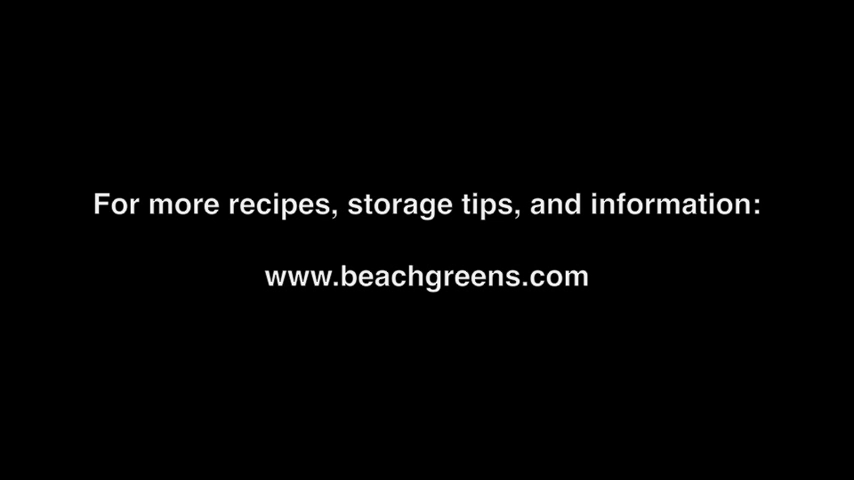 For more recipes, storage tips, and information:
www.beachgreens.com